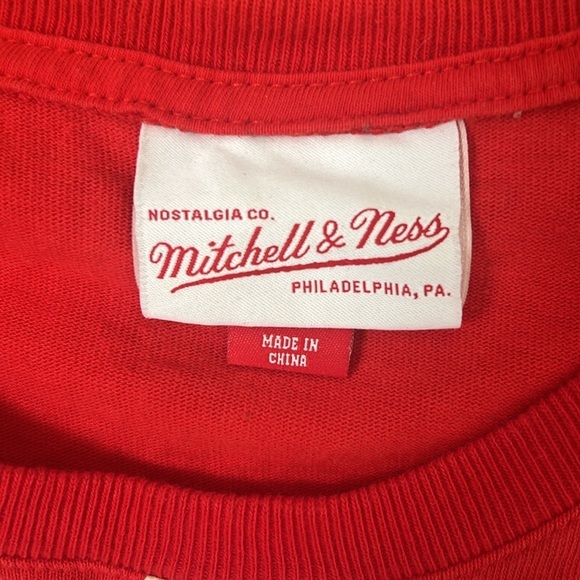 NOSTALGIA CO.
Mitchell & Ness
PHILADELPHIA, PA.
MADE IN
CHINA